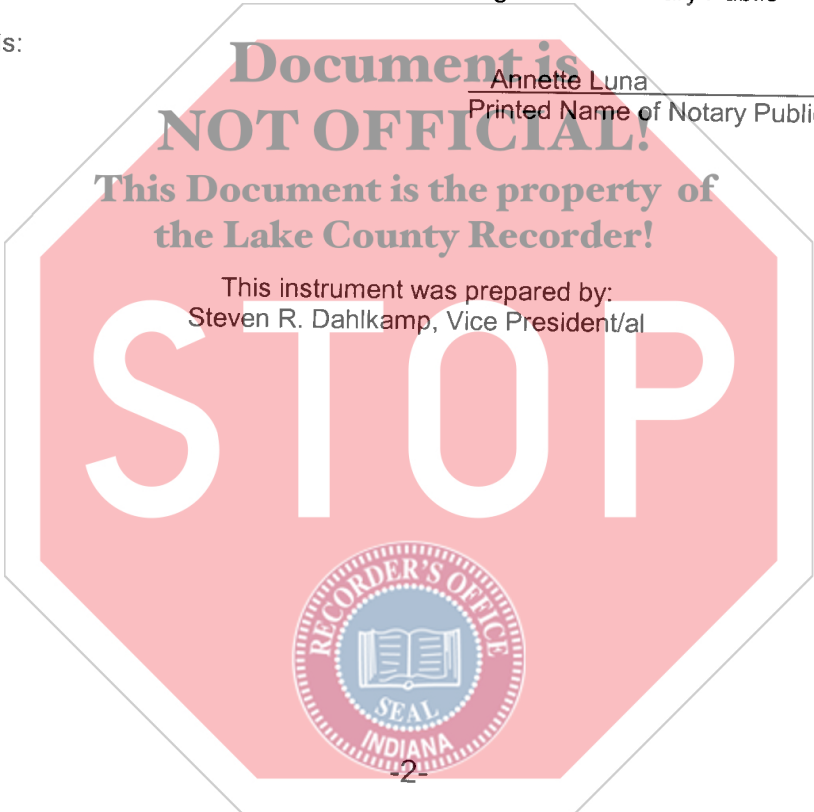 s:
Document is
Annette Luna
NOT OFFICIAL!
Printed Name of Notary Public
This Document is the property of
the Lake County Recorder!
This instrument was prepared by:
Steven R. Dahlkamp, Vice President/al
STOP
RECORDER'S OFFICE
SEAL
INDIANA
-2-